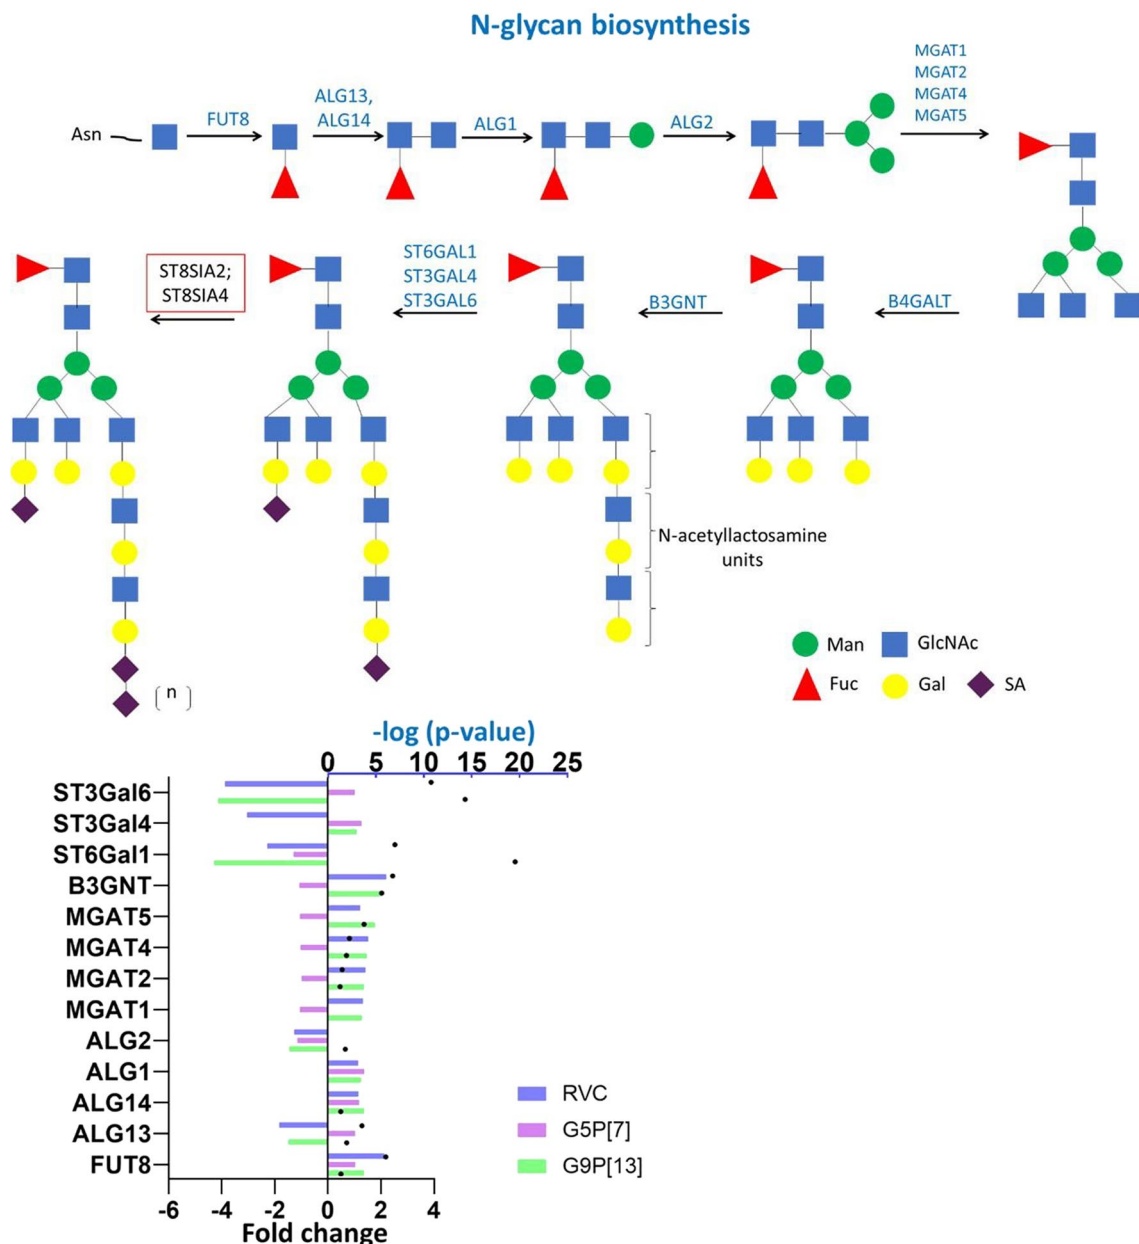 N-glycan biosynthesis
Asn
FUT8
ALG13,
ALG14
ALG1
ALG2
MGAT1
MGAT2
MGAT4
MGAT5
ST8SIA2;
ST8SIA4
ST6GAL1
ST3GAL4
ST3GAL6
B3GNT
B4GALT
N-acetyllactosamine
units
n
Man
GlcNAc
Fuc
Gal
SA
-log (p-value)
0 5 10 15 20 25
ST3Gal6
ST3Gal4
ST6Gal1
B3GNT
MGAT5
MGAT4
MGAT2
MGAT1
ALG2
ALG1
ALG14
ALG13
FUT8
RVC
G5P[7]
G9P[13]
-6 -4 -2 0 2 4
Fold change